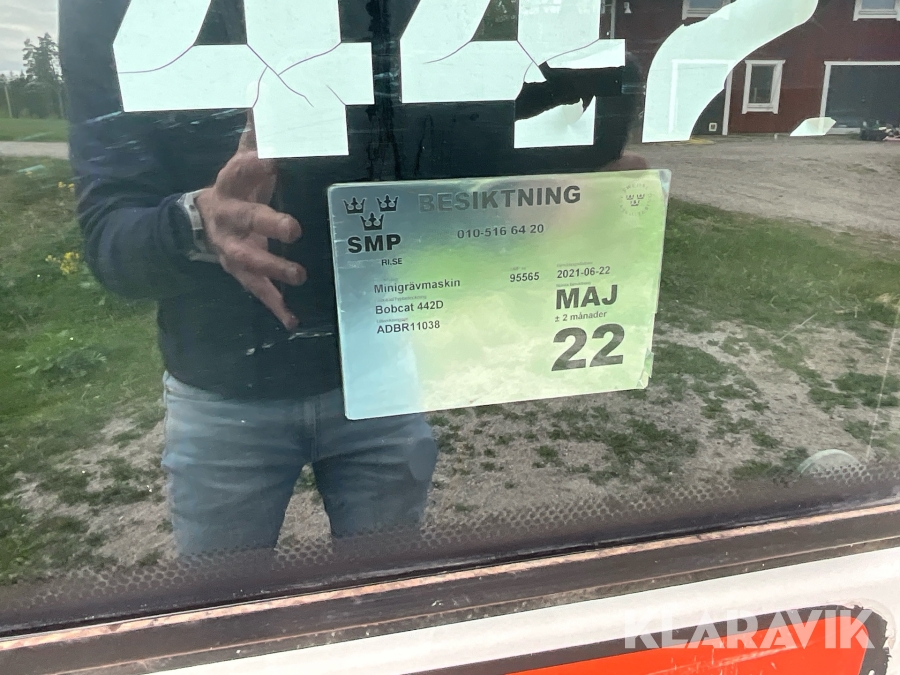 442
BESIKTNING
SMP
RI.SE
010-516 64 20
Minigrävmaskin
95565
2021-06-22
Bobcat 442D
ADBR11038
MAJ
± 2 månader
22
KLARAVIK